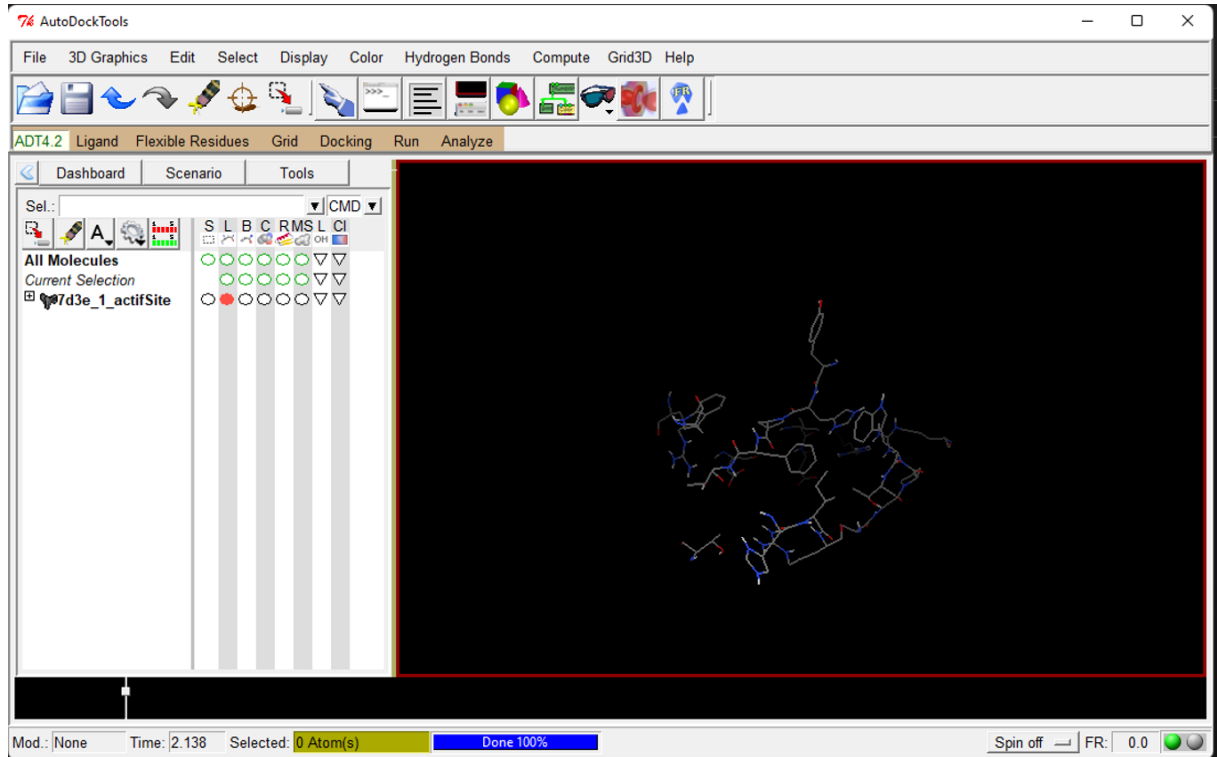 AutoDockTools
File 3D Graphics Edit Select Display Color Hydrogen Bonds Compute Grid3D Help
>>>_
ADT4.2 Ligand Flexible Residues Grid Docking Run Analyze
Dashboard Scenario Tools
Sel.: CMD
A S L B C R MS L Cl
OH
All Molecules
Current Selection
7d3e_1_actifSite
Mod.: None Time: 2.138 Selected: 0 Atom(s) Done 100% Spin off FR: 0.0